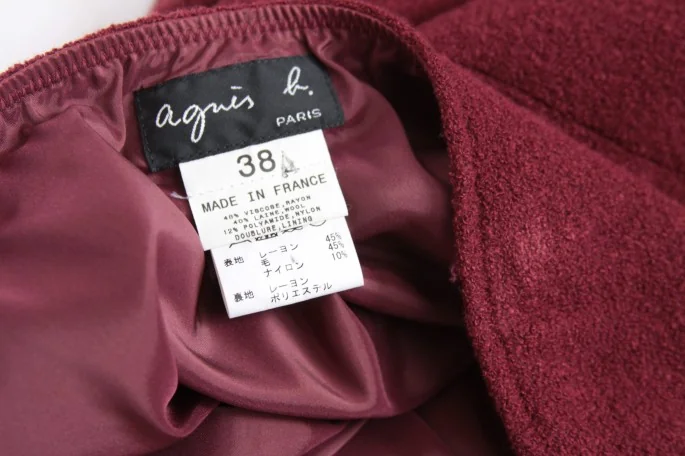 agnès b.
PARIS
38
MADE IN FRANCE
40% VISCOSE,RAYON
40% LAINE,WOOL
12% POLYAMIDE,NYLON
DOUBLURE,LINING
表地 レーヨン 45%
毛 45%
ナイロン 10%
裏地 レーヨン
ポリエステル